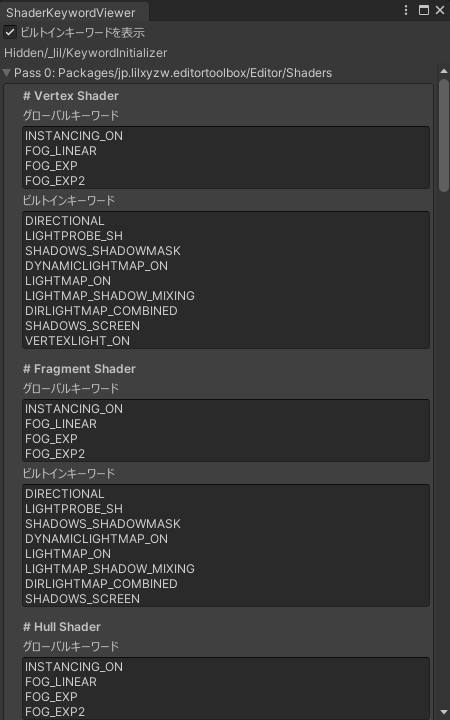 ShaderKeywordViewer
ビルトインキーワードを表示
Hidden/_lil/KeywordInitializer
Pass 0: Packages/jp.lilxyzw.editortoolbox/Editor/Shaders
# Vertex Shader
グローバルキーワード
INSTANCING_ON
FOG_LINEAR
FOG_EXP
FOG_EXP2
ビルトインキーワード
DIRECTIONAL
LIGHTPROBE_SH
SHADOWS_SHADOWMASK
DYNAMICLIGHTMAP_ON
LIGHTMAP_ON
LIGHTMAP_SHADOW_MIXING
DIRLIGHTMAP_COMBINED
SHADOWS_SCREEN
VERTEXLIGHT_ON
# Fragment Shader
グローバルキーワード
INSTANCING_ON
FOG_LINEAR
FOG_EXP
FOG_EXP2
ビルトインキーワード
DIRECTIONAL
LIGHTPROBE_SH
SHADOWS_SHADOWMASK
DYNAMICLIGHTMAP_ON
LIGHTMAP_ON
LIGHTMAP_SHADOW_MIXING
DIRLIGHTMAP_COMBINED
SHADOWS_SCREEN
# Hull Shader
グローバルキーワード
INSTANCING_ON
FOG_LINEAR
FOG_EXP
FOG_EXP2